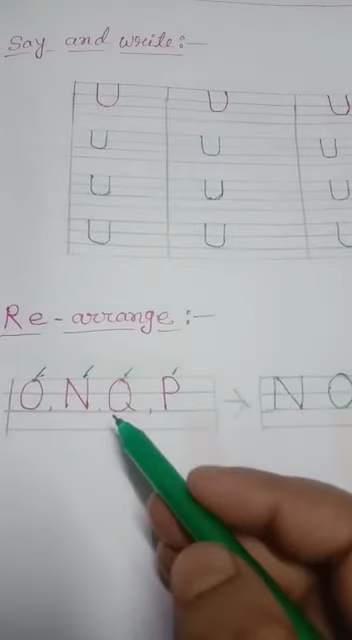 Say and write:-
U U U
U U U
U U U
U U U
Re-arrange:-
O, N, Q, P → N O